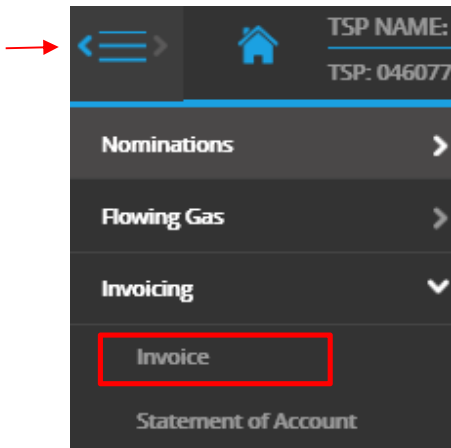 TSP NAME:
TSP: 046077
Nominations
Flowing Gas
Invoicing
Invoice
Statement of Account